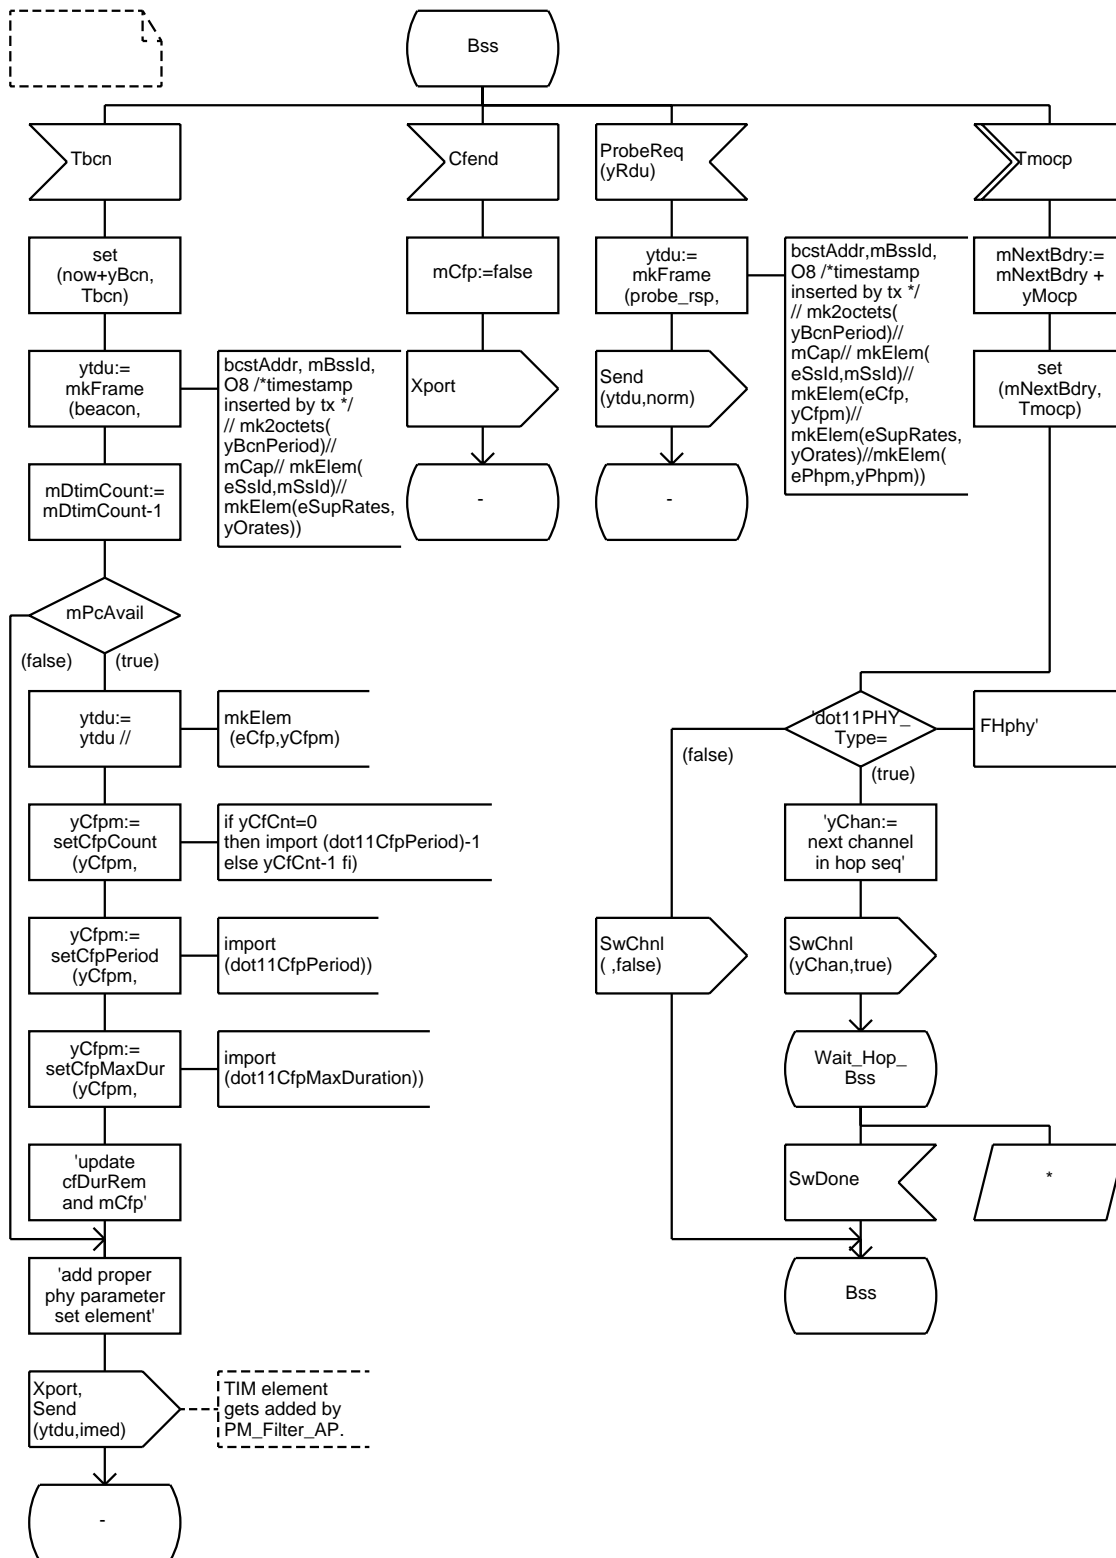 Bss
Tbcn
set
(now+yBcn,
Tbcn)
ytdu:=
mkFrame
(beacon,
bcstAddr, mBssId,
O8 /*timestamp
inserted by tx */
// mk2octets(
yBcnPeriod)//
mCap// mkElem(
eSsId,mSsId)//
mkElem(eSupRates,
yOrates))
mDtimCount:=
mDtimCount-1
mPcAvail
(false)
(true)
ytdu:=
ytdu //
mkElem
(eCfp,yCfpm)
yCfpm:=
setCfpCount
(yCfpm,
if yCfCnt=0
then import (dot11CfpPeriod)-1
else yCfCnt-1 fi)
yCfpm:=
setCfpPeriod
(yCfpm,
import
(dot11CfpPeriod))
yCfpm:=
setCfpMaxDur
(yCfpm,
import
(dot11CfpMaxDuration))
'update
cfDurRem
and mCfp'
'add proper
phy parameter
set element'
Xport,
Send
(ytdu,imed)
TIM element
gets added by
PM_Filter_AP.
-
Cfend
mCfp:=false
Xport
-
ProbeReq
(yRdu)
ytdu:=
mkFrame
(probe_rsp,
bcstAddr,mBssId,
O8 /*timestamp
inserted by tx */
// mk2octets(
yBcnPeriod)//
mCap// mkElem(
eSsId,mSsId)//
mkElem(eCfp,
yCfpm)//
mkElem(eSupRates,
yOrates)//mkElem(
ePhpm,yPhpm))
Send
(ytdu,norm)
-
Tmocp
mNextBdry:=
mNextBdry +
yMocp
set
(mNextBdry,
Tmocp)
'dot11PHY_
Type=
FHphy'
(false)
(true)
'yChan:=
next channel
in hop seq'
SwChnl
( ,false)
SwChnl
(yChan,true)
Wait_Hop_
Bss
SwDone
*
Bss